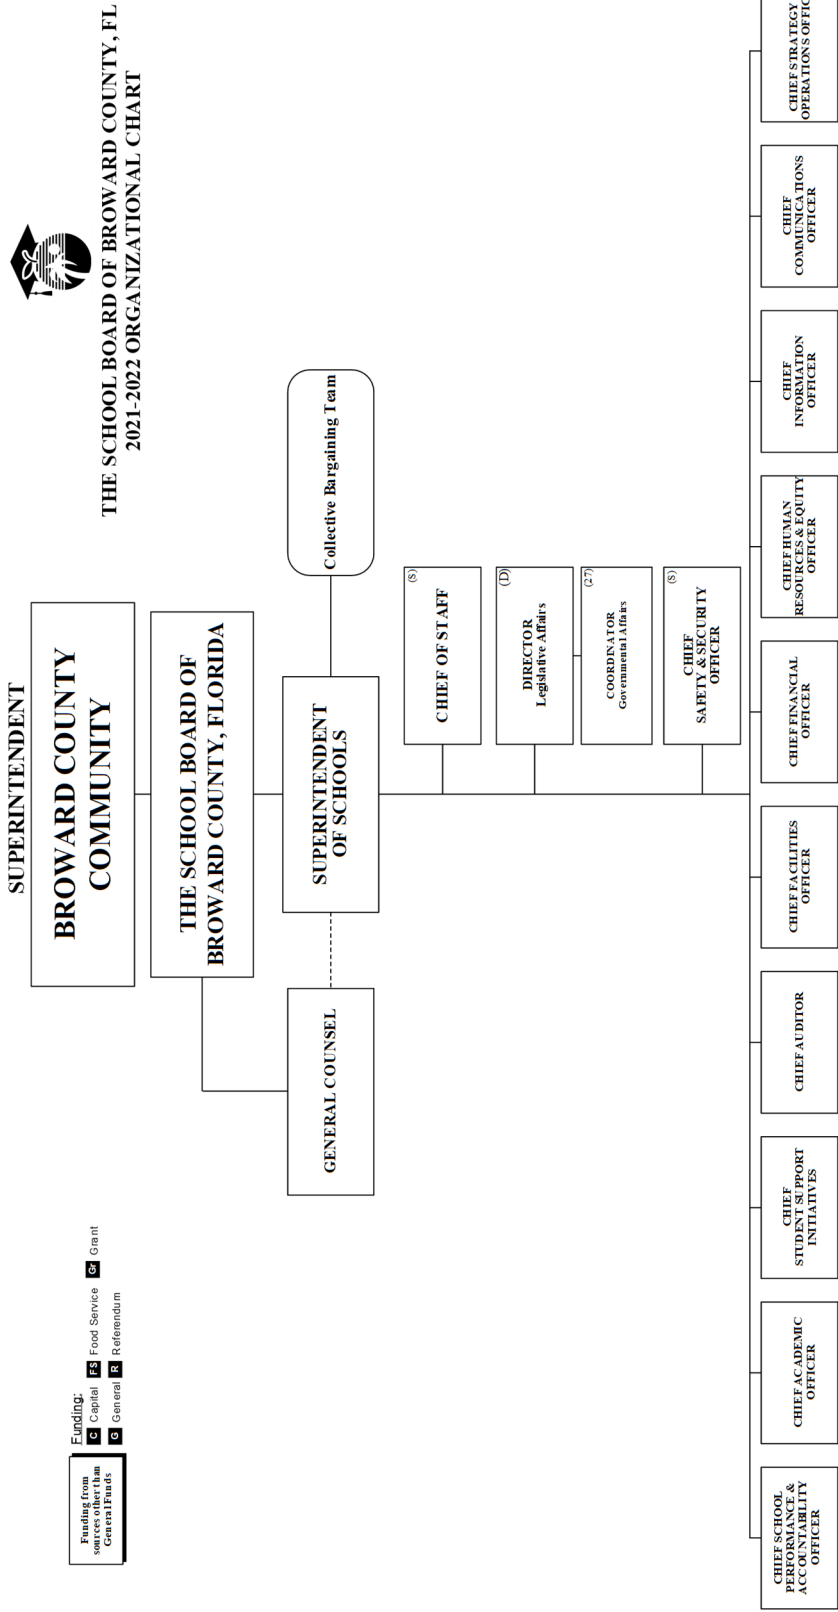 SUPERINTENDENT
THE SCHOOL BOARD OF BROWARD COUNTY, FL
2021-2022 ORGANIZATIONAL CHART
Funding from
sources other than
General Funds
Funding:
C Capital FS Food Service Gr Grant
G General R Referendum
BROWARD COUNTY
COMMUNITY
THE SCHOOL BOARD OF
BROWARD COUNTY, FLORIDA
GENERAL COUNSEL
SUPERINTENDENT
OF SCHOOLS
Collective Bargaining Team
(S)
CHIEF OF STAFF
(D)
DIRECTOR
Legislative Affairs
(27)
COORDINATOR
Governmental Affairs
(S)
CHIEF
SAFETY & SECURITY
OFFICER
CHIEF SCHOOL
PERFORMANCE &
ACCOUNTABILITY
OFFICER
CHIEF ACADEMIC
OFFICER
CHIEF
STUDENT SUPPORT
INITIATIVES
CHIEF AUDITOR
CHIEF FACILITIES
OFFICER
CHIEF FINANCIAL
OFFICER
CHIEF HUMAN
RESOURCES & EQUITY
OFFICER
CHIEF
INFORMATION
OFFICER
CHIEF
COMMUNICATIONS
OFFICER
CHIEF STRATEGY
OPERATIONS